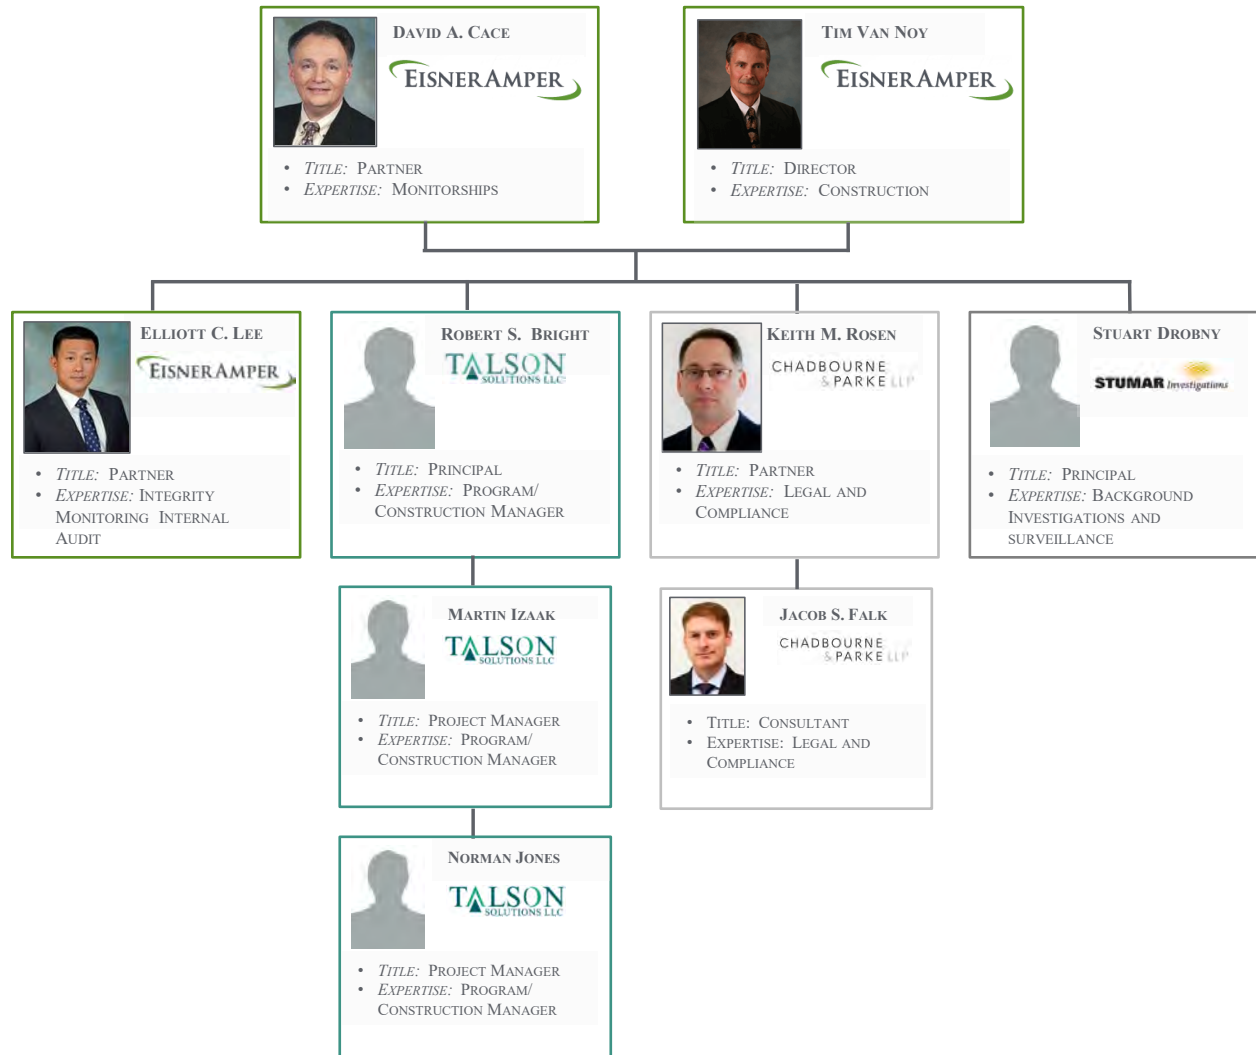 DAVID A. CACE
EISNERAMPER
• TITLE: PARTNER
• EXPERTISE: MONITORSHIPS
TIM VAN NOY
EISNERAMPER
• TITLE: DIRECTOR
• EXPERTISE: CONSTRUCTION
ELLIOTT C. LEE
EISNERAMPER
• TITLE: PARTNER
• EXPERTISE: INTEGRITY
MONITORING INTERNAL
AUDIT
ROBERT S. BRIGHT
TALSON
SOLUTIONS LLC
• TITLE: PRINCIPAL
• EXPERTISE: PROGRAM/
CONSTRUCTION MANAGER
KEITH M. ROSEN
CHADBOURNE
& PARKE LLP
• TITLE: PARTNER
• EXPERTISE: LEGAL AND
COMPLIANCE
STUART DROBNY
STUMAR Investigations
• TITLE: PRINCIPAL
• EXPERTISE: BACKGROUND
INVESTIGATIONS AND
SURVEILLANCE
MARTIN IZAAK
TALSON
SOLUTIONS LLC
• TITLE: PROJECT MANAGER
• EXPERTISE: PROGRAM/
CONSTRUCTION MANAGER
JACOB S. FALK
CHADBOURNE
& PARKE LLP
• TITLE: CONSULTANT
• EXPERTISE: LEGAL AND
COMPLIANCE
NORMAN JONES
TALSON
SOLUTIONS LLC
• TITLE: PROJECT MANAGER
• EXPERTISE: PROGRAM/
CONSTRUCTION MANAGER